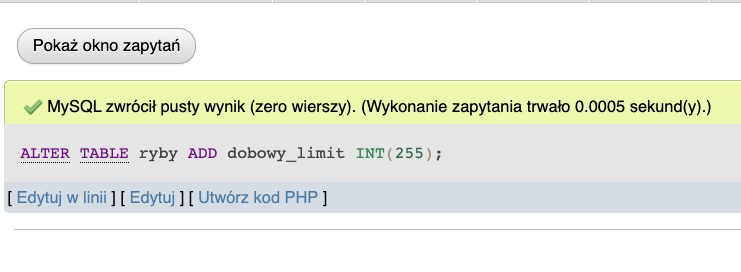 Pokaż okno zapytań
MySQL zwrócił pusty wynik (zero wierszy). (Wykonanie zapytania trwało 0.0005 sekund(y).)
ALTER TABLE ryby ADD dobowy_limit INT(255);
[ Edytuj w linii ] [ Edytuj ] [ Utwórz kod PHP ]